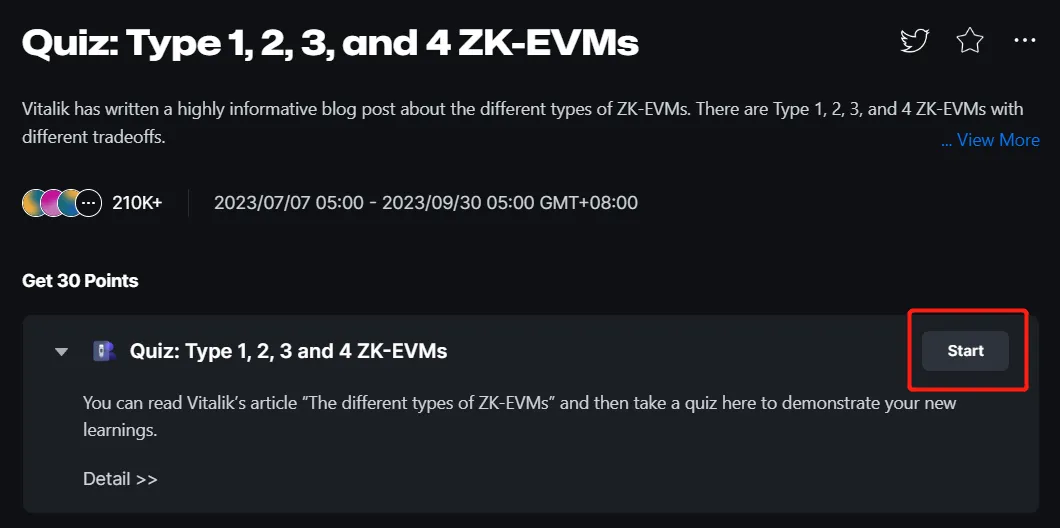 Quiz: Type 1, 2, 3, and 4 ZK-EVMs
Vitalik has written a highly informative blog post about the different types of ZK-EVMs. There are Type 1, 2, 3, and 4 ZK-EVMs with
different tradeoffs.
... View More
210K+
2023/07/07 05:00 - 2023/09/30 05:00 GMT+08:00
Get 30 Points
Quiz: Type 1, 2, 3 and 4 ZK-EVMs
Start
You can read Vitalik’s article “The different types of ZK-EVMs” and then take a quiz here to demonstrate your new
learnings.
Detail >>